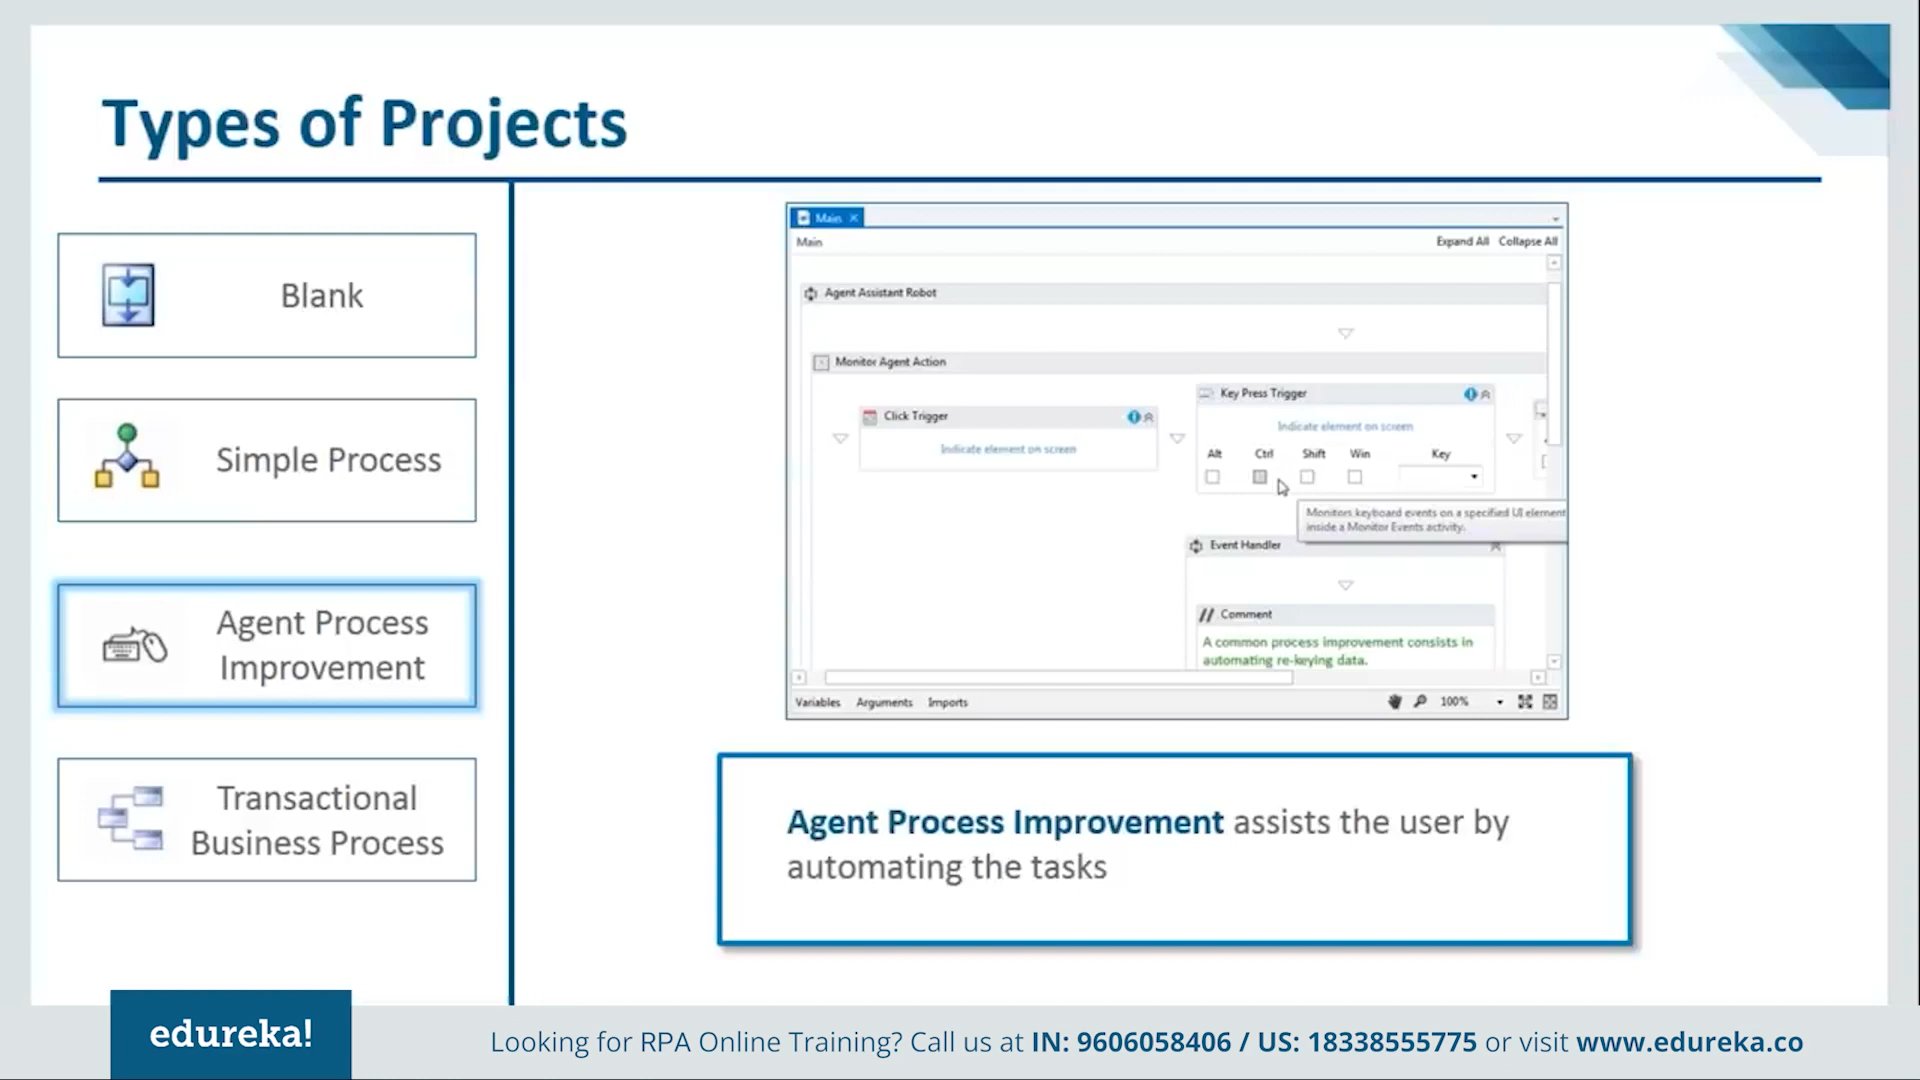 Types of Projects
Blank
Simple Process
Agent Process
Improvement
Transactional
Business Process
Main
Main
Expand All Collapse All
Agent Assistant Robot
Monitor Agent Action
Click Trigger
Indicate element on screen
Key Press Trigger
Indicate element on screen
Alt Ctrl Shift Win Key
Monitors keyboard events on a specified UI element
inside a Monitor Events activity.
Event Handler
// Comment
A common process improvement consists in
automating re-keying data.
Variables Arguments Imports
100%
Agent Process Improvement assists the user by
automating the tasks
edureka!
Looking for RPA Online Training? Call us at IN: 9606058406 / US: 18338555775 or visit www.edureka.co